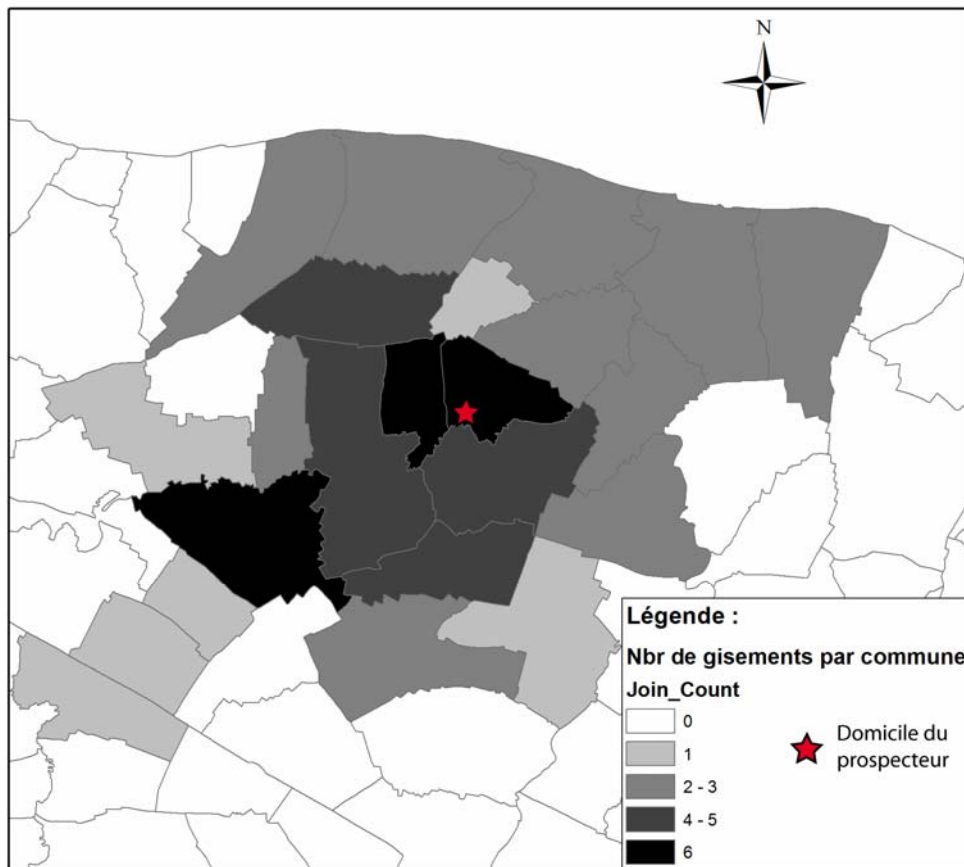 N
Légende :
Nbr de gisements par commune
Join_Count
0
1
2 - 3
4 - 5
6
Domicile du
prospecteur